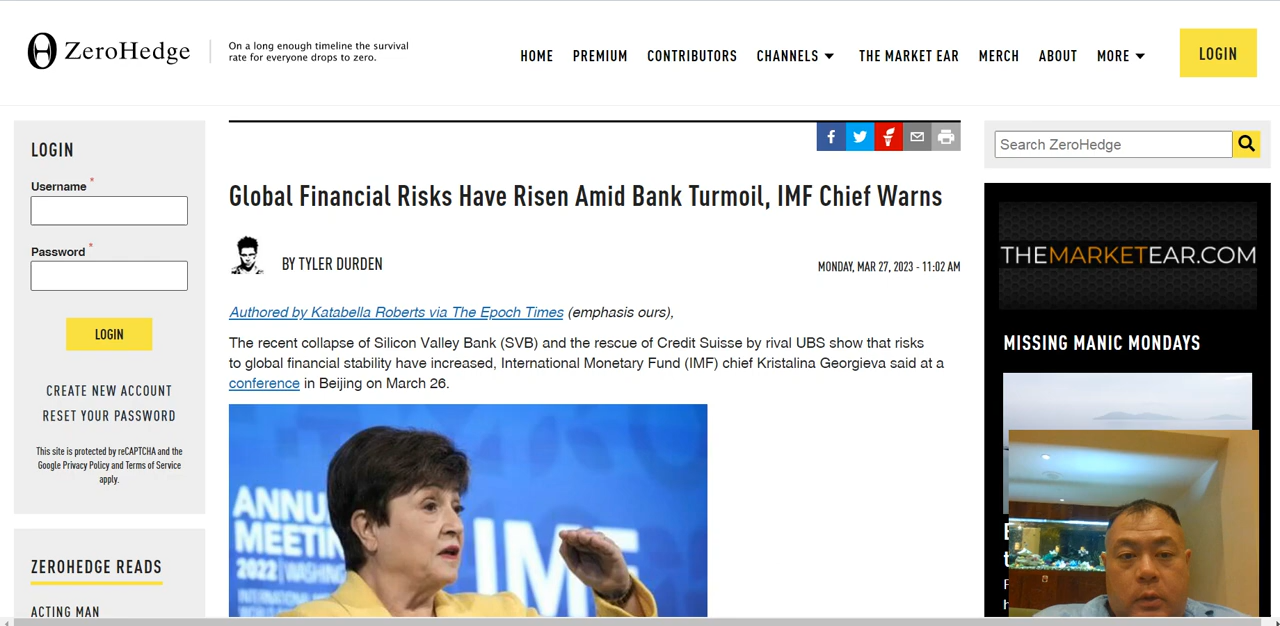 ZeroHedge
On a long enough timeline the survival
rate for everyone drops to zero.
HOME PREMIUM CONTRIBUTORS CHANNELS THE MARKET EAR MERCH ABOUT MORE
LOGIN
LOGIN
Username *
Password *
LOGIN
CREATE NEW ACCOUNT
RESET YOUR PASSWORD
This site is protected by reCAPTCHA and the
Google Privacy Policy and Terms of Service
apply.
ZEROHEDGE READS
ACTING MAN
Global Financial Risks Have Risen Amid Bank Turmoil, IMF Chief Warns
BY TYLER DURDEN
MONDAY, MAR 27, 2023 - 11:02 AM
Authored by Katabella Roberts via The Epoch Times (emphasis ours),
The recent collapse of Silicon Valley Bank (SVB) and the rescue of Credit Suisse by rival UBS show that risks
to global financial stability have increased, International Monetary Fund (IMF) chief Kristalina Georgieva said at a
conference in Beijing on March 26.
2022
IMF
Search ZeroHedge
THEMARKETEAR.COM
MISSING MANIC MONDAYS